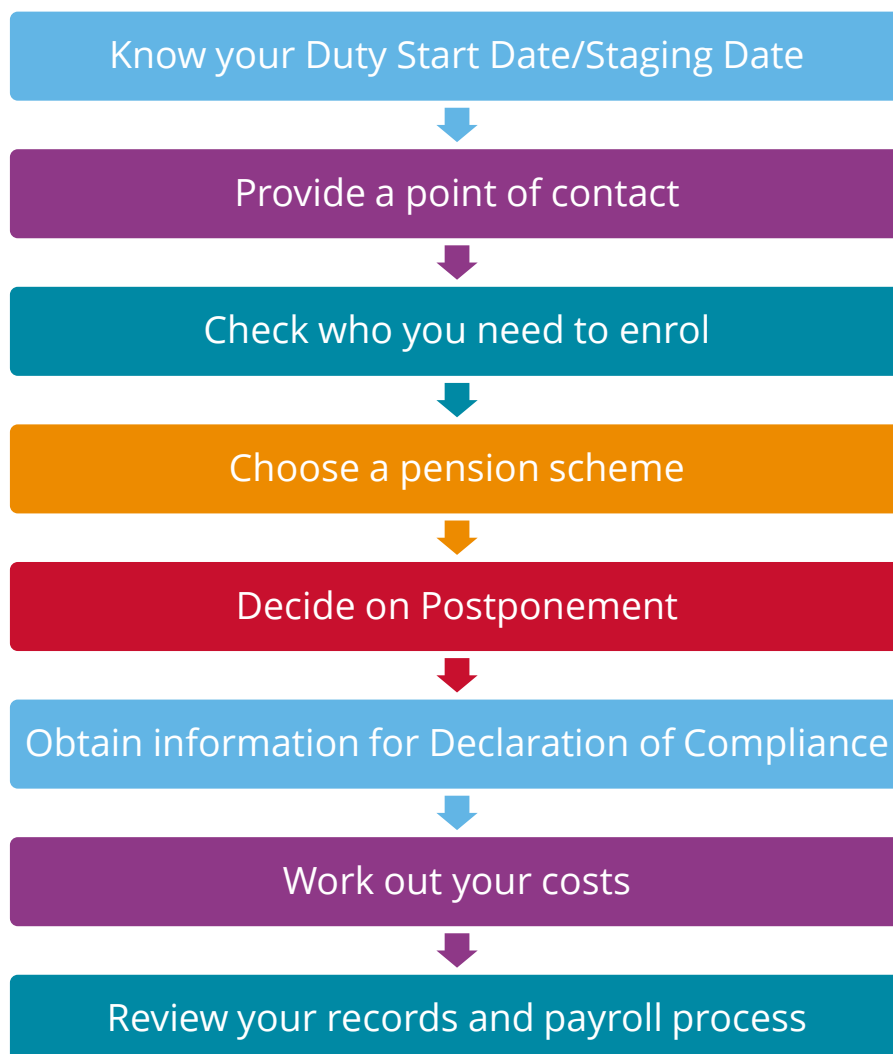 Know your Duty Start Date/Staging Date
Provide a point of contact
Check who you need to enrol
Choose a pension scheme
Decide on Postponement
Obtain information for Declaration of Compliance
Work out your costs
Review your records and payroll process